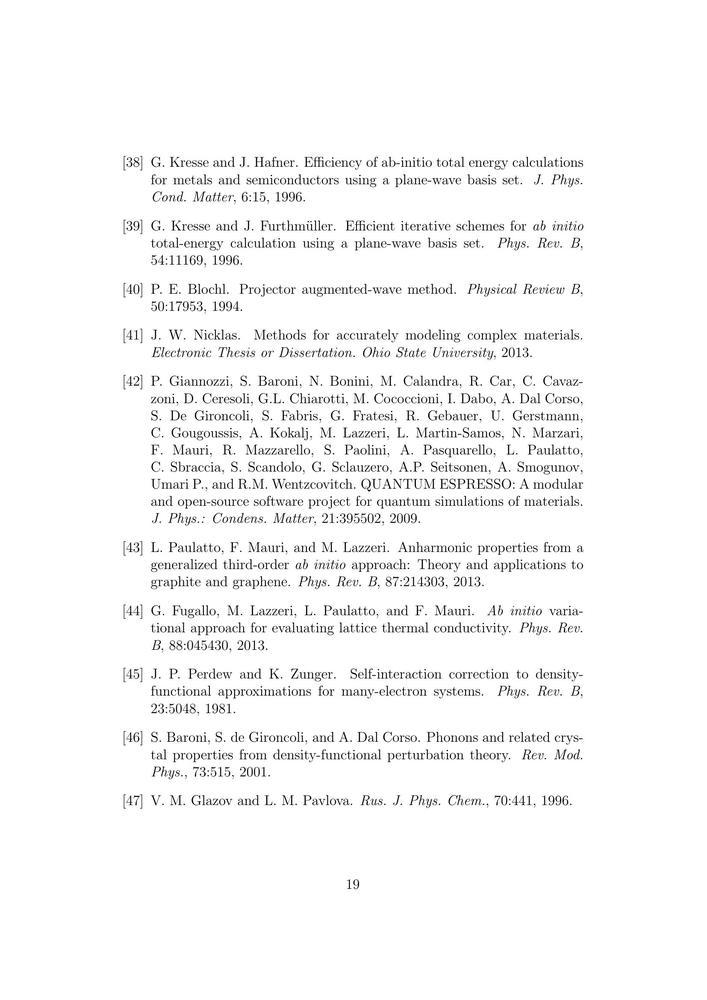 [38] G. Kresse and J. Hafner. Efficiency of ab-initio total energy calculations
for metals and semiconductors using a plane-wave basis set. J. Phys.
Cond. Matter, 6:15, 1996.
[39] G. Kresse and J. Furthmüller. Efficient iterative schemes for ab initio
total-energy calculation using a plane-wave basis set. Phys. Rev. B,
54:11169, 1996.
[40] P. E. Blochl. Projector augmented-wave method. Physical Review B,
50:17953, 1994.
[41] J. W. Nicklas. Methods for accurately modeling complex materials.
Electronic Thesis or Dissertation. Ohio State University, 2013.
[42] P. Giannozzi, S. Baroni, N. Bonini, M. Calandra, R. Car, C. Cavaz-
zoni, D. Ceresoli, G.L. Chiarotti, M. Cococcioni, I. Dabo, A. Dal Corso,
S. De Gironcoli, S. Fabris, G. Fratesi, R. Gebauer, U. Gerstmann,
C. Gougoussis, A. Kokalj, M. Lazzeri, L. Martin-Samos, N. Marzari,
F. Mauri, R. Mazzarello, S. Paolini, A. Pasquarello, L. Paulatto,
C. Sbraccia, S. Scandolo, G. Sclauzero, A.P. Seitsonen, A. Smogunov,
Umari P., and R.M. Wentzcovitch. QUANTUM ESPRESSO: A modular
and open-source software project for quantum simulations of materials.
J. Phys.: Condens. Matter, 21:395502, 2009.
[43] L. Paulatto, F. Mauri, and M. Lazzeri. Anharmonic properties from a
generalized third-order ab initio approach: Theory and applications to
graphite and graphene. Phys. Rev. B, 87:214303, 2013.
[44] G. Fugallo, M. Lazzeri, L. Paulatto, and F. Mauri. Ab initio varia-
tional approach for evaluating lattice thermal conductivity. Phys. Rev.
B, 88:045430, 2013.
[45] J. P. Perdew and K. Zunger. Self-interaction correction to density-
functional approximations for many-electron systems. Phys. Rev. B,
23:5048, 1981.
[46] S. Baroni, S. de Gironcoli, and A. Dal Corso. Phonons and related crys-
tal properties from density-functional perturbation theory. Rev. Mod.
Phys., 73:515, 2001.
[47] V. M. Glazov and L. M. Pavlova. Rus. J. Phys. Chem., 70:441, 1996.
19